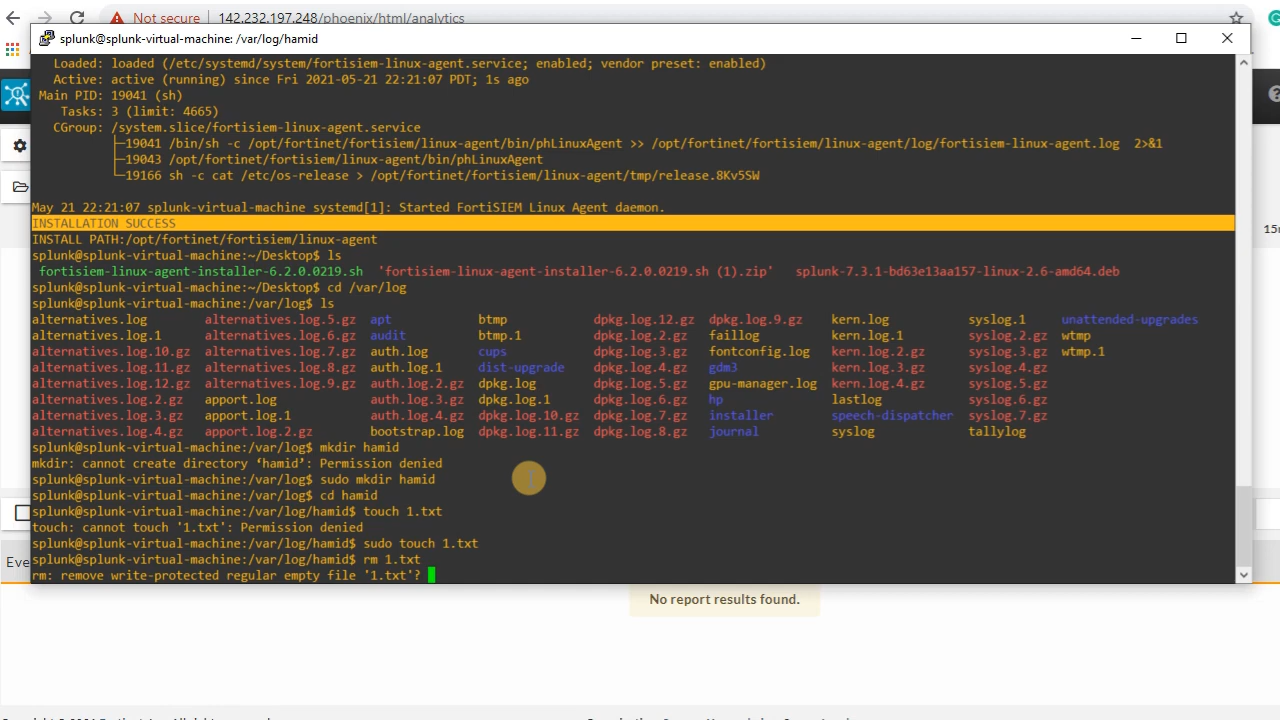 Not secure 142.232.197.248/phoenix/html/analytics
splunk@splunk-virtual-machine: /var/log/hamid
Loaded: loaded (/etc/systemd/system/fortisiem-linux-agent.service; enabled; vendor preset: enabled)
Active: active (running) since Fri 2021-05-21 22:21:07 PDT; 1s ago
Main PID: 19041 (sh)
Tasks: 3 (limit: 4665)
CGroup: /system.slice/fortisiem-linux-agent.service
├─19041 /bin/sh -c /opt/fortinet/fortisiem/linux-agent/bin/phLinuxAgent >> /opt/fortinet/fortisiem/linux-agent/log/fortisiem-linux-agent.log 2>&1
├─19043 /opt/fortinet/fortisiem/linux-agent/bin/phLinuxAgent
└─19166 sh -c cat /etc/os-release > /opt/fortinet/fortisiem/linux-agent/tmp/release.8Kv5SW
May 21 22:21:07 splunk-virtual-machine systemd[1]: Started FortiSIEM Linux Agent daemon.
INSTALLATION SUCCESS
INSTALL PATH:/opt/fortinet/fortisiem/linux-agent
splunk@splunk-virtual-machine:~/Desktop$ ls
fortisiem-linux-agent-installer-6.2.0.0219.sh 'fortisiem-linux-agent-installer-6.2.0.0219.sh (1).zip' splunk-7.3.1-bd63e13aa157-linux-2.6-amd64.deb
splunk@splunk-virtual-machine:~/Desktop$ cd /var/log
splunk@splunk-virtual-machine:/var/log$ ls
alternatives.log alternatives.log.5.gz apt btmp dpkg.log.12.gz dpkg.log.9.gz kern.log syslog.1 unattended-upgrades
alternatives.log.1 alternatives.log.6.gz audit btmp.1 dpkg.log.2.gz faillog kern.log.1 syslog.2.gz wtmp
alternatives.log.10.gz alternatives.log.7.gz auth.log cups dpkg.log.3.gz fontconfig.log kern.log.2.gz syslog.3.gz wtmp.1
alternatives.log.11.gz alternatives.log.8.gz auth.log.1 dist-upgrade dpkg.log.4.gz gdm3 kern.log.3.gz syslog.4.gz
alternatives.log.12.gz alternatives.log.9.gz auth.log.2.gz dpkg.log dpkg.log.5.gz gpu-manager.log kern.log.4.gz syslog.5.gz
alternatives.log.2.gz apport.log auth.log.3.gz dpkg.log.1 dpkg.log.6.gz hp lastlog syslog.6.gz
alternatives.log.3.gz apport.log.1 auth.log.4.gz dpkg.log.10.gz dpkg.log.7.gz installer speech-dispatcher syslog.7.gz
alternatives.log.4.gz apport.log.2.gz bootstrap.log dpkg.log.11.gz dpkg.log.8.gz journal syslog tallylog
splunk@splunk-virtual-machine:/var/log$ mkdir hamid
mkdir: cannot create directory ‘hamid’: Permission denied
splunk@splunk-virtual-machine:/var/log$ sudo mkdir hamid
splunk@splunk-virtual-machine:/var/log$ cd hamid
splunk@splunk-virtual-machine:/var/log/hamid$ touch 1.txt
touch: cannot touch '1.txt': Permission denied
splunk@splunk-virtual-machine:/var/log/hamid$ sudo touch 1.txt
splunk@splunk-virtual-machine:/var/log/hamid$ rm 1.txt
rm: remove write-protected regular empty file '1.txt'?
15
Eve
No report results found.